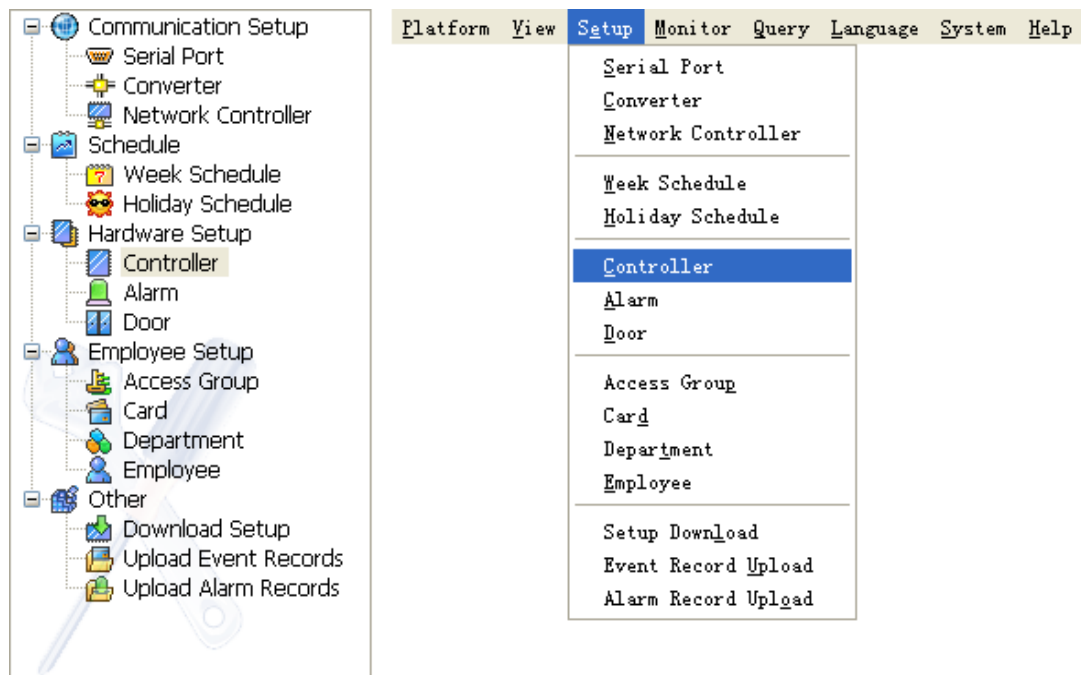 Communication Setup
Serial Port
Converter
Network Controller
Schedule
7
Week Schedule
Holiday Schedule
Hardware Setup
Controller
Alarm
Door
Employee Setup
Access Group
Card
Department
Employee
Other
Download Setup
Upload Event Records
Upload Alarm Records
Platform View Setup Monitor Query Language System Help
Serial Port
Converter
Network Controller
Week Schedule
Holiday Schedule
Controller
Alarm
Door
Access Group
Card
Department
Employee
Setup Download
Event Record Upload
Alarm Record Upload